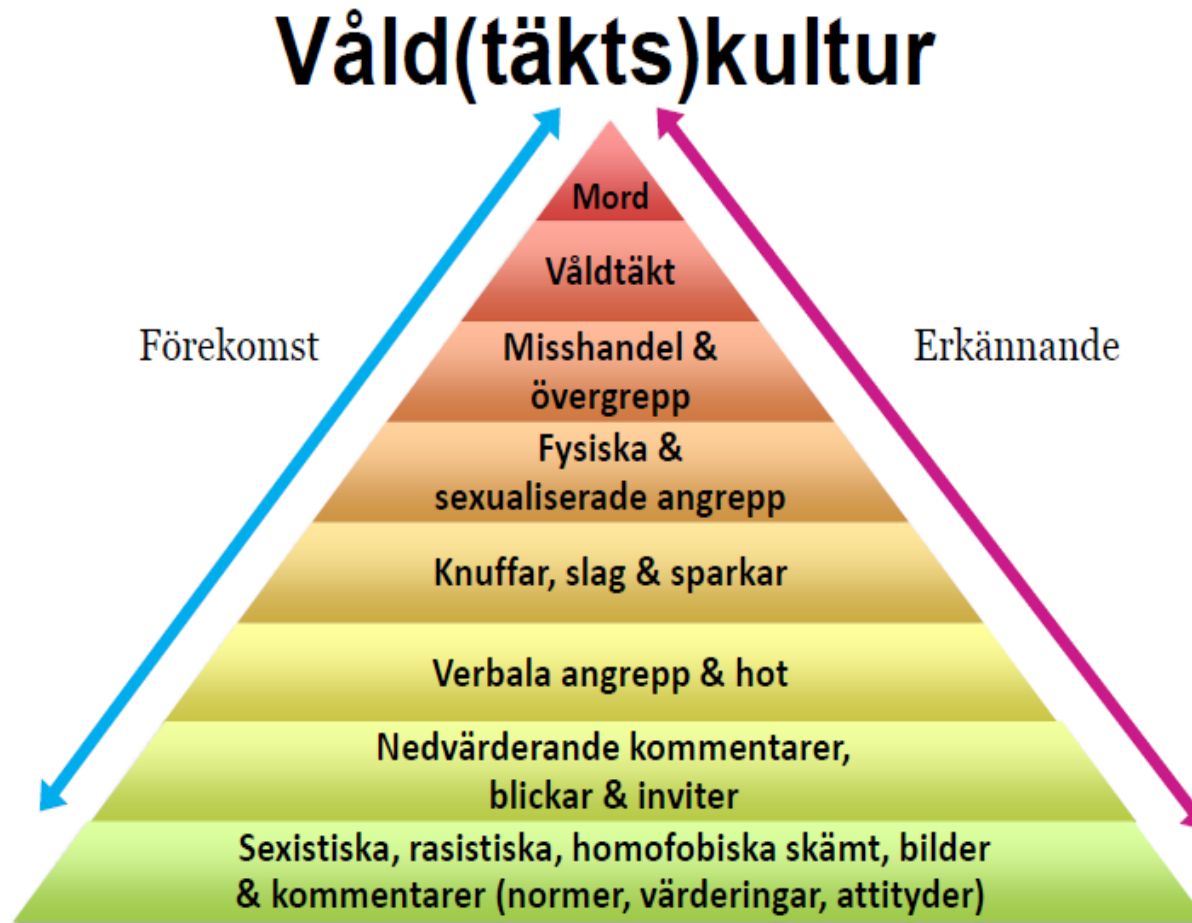 Våld(täkts)kultur
Mord
Våldtäkt
Förekomst
Erkännande
Misshandel &
övergrepp
Fysiska &
sexualiserade angrepp
Knuffar, slag & sparkar
Verbala angrepp & hot
Nedvärderande kommentarer,
blickar & inviter
Sexistiska, rasistiska, homofobiska skämt, bilder
& kommentarer (normer, värderingar, attityder)